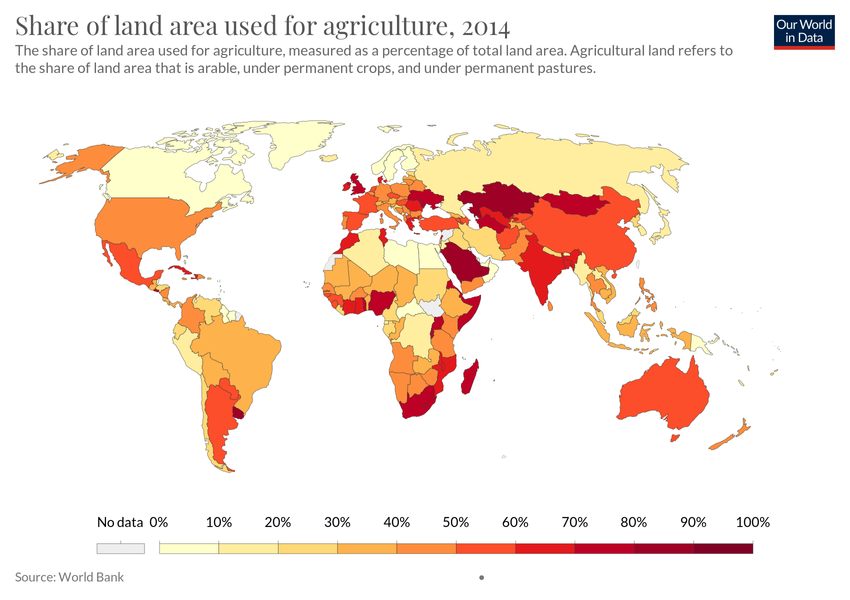 Share of land area used for agriculture, 2014
Our World
in Data
The share of land area used for agriculture, measured as a percentage of total land area. Agricultural land refers to
the share of land area that is arable, under permanent crops, and under permanent pastures.
No data 0% 10% 20% 30% 40% 50% 60% 70% 80% 90% 100%
Source: World Bank